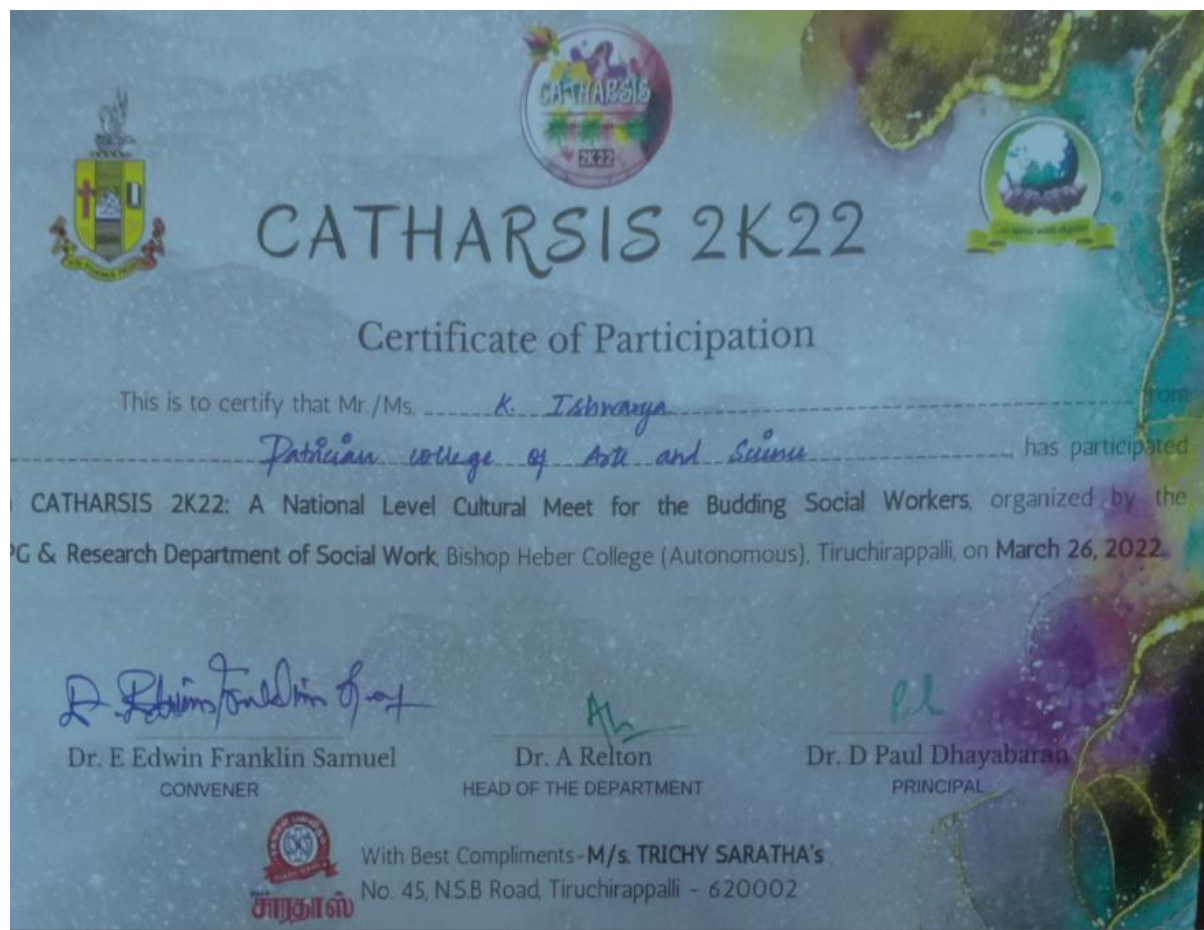 CATHARSIS
2K22
CATHARSIS 2K22
Certificate of Participation
This is to certify that Mr./Ms. K. Ishwarya from
Patrician college of Arts and Science has participated
CATHARSIS 2K22: A National Level Cultural Meet for the Budding Social Workers, organized by the
PG & Research Department of Social Work, Bishop Heber College (Autonomous), Tiruchirappalli, on March 26, 2022.
Dr. E Edwin Franklin Samuel Dr. A Relton Dr. D Paul Dhayabaran
CONVENER HEAD OF THE DEPARTMENT PRINCIPAL
With Best Compliments-M/s. TRICHY SARATHA's
சாரதாஸ் No. 45, N.S.B Road, Tiruchirappalli - 620002